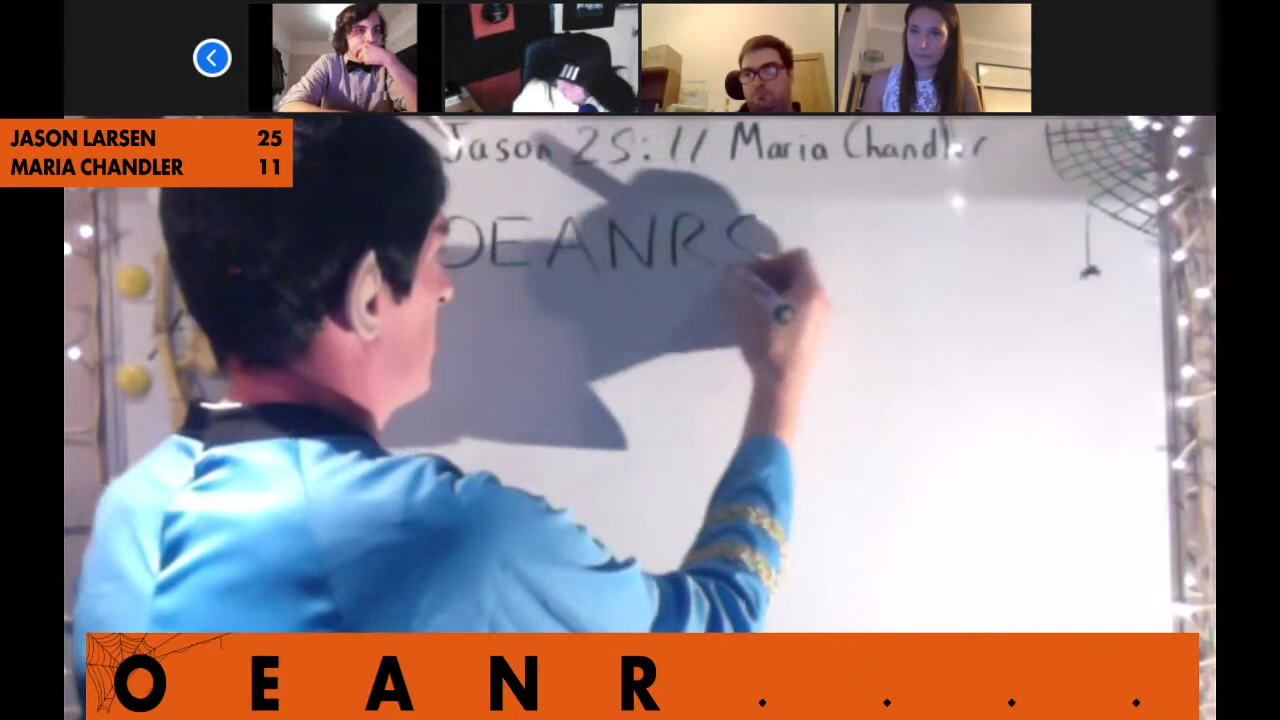 JASON LARSEN 25
MARIA CHANDLER 11
Jason 25:11 Maria Chandler
OEANRS
O E A N R . . . .